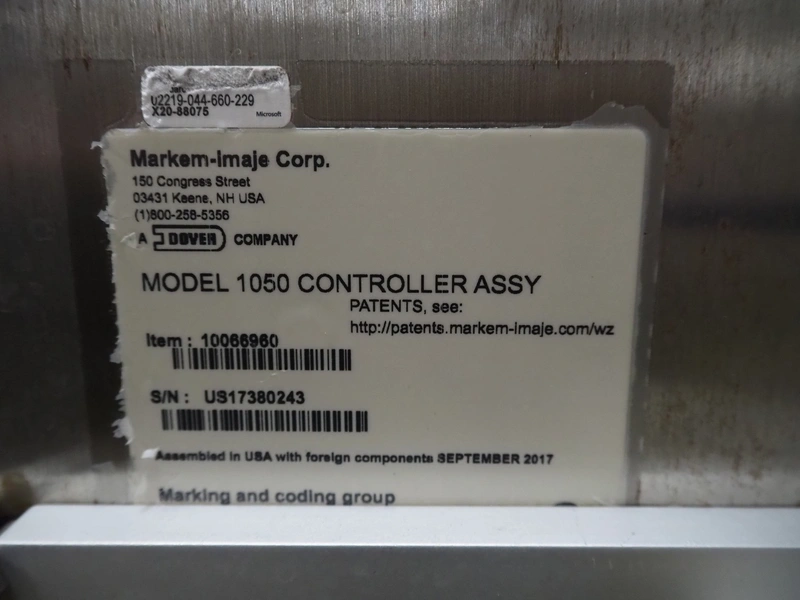 02219-044-660-229
X20-88075
Microsoft
Markem-Imaje Corp.
150 Congress Street
03431 Keene, NH USA
(1)800-258-5356
A DOVER COMPANY
MODEL 1050 CONTROLLER ASSY
PATENTS, see:
http://patents.markem-imaje.com/wz
Item : 10066960
S/N : US17380243
Assembled in USA with foreign components SEPTEMBER 2017
Marking and coding group